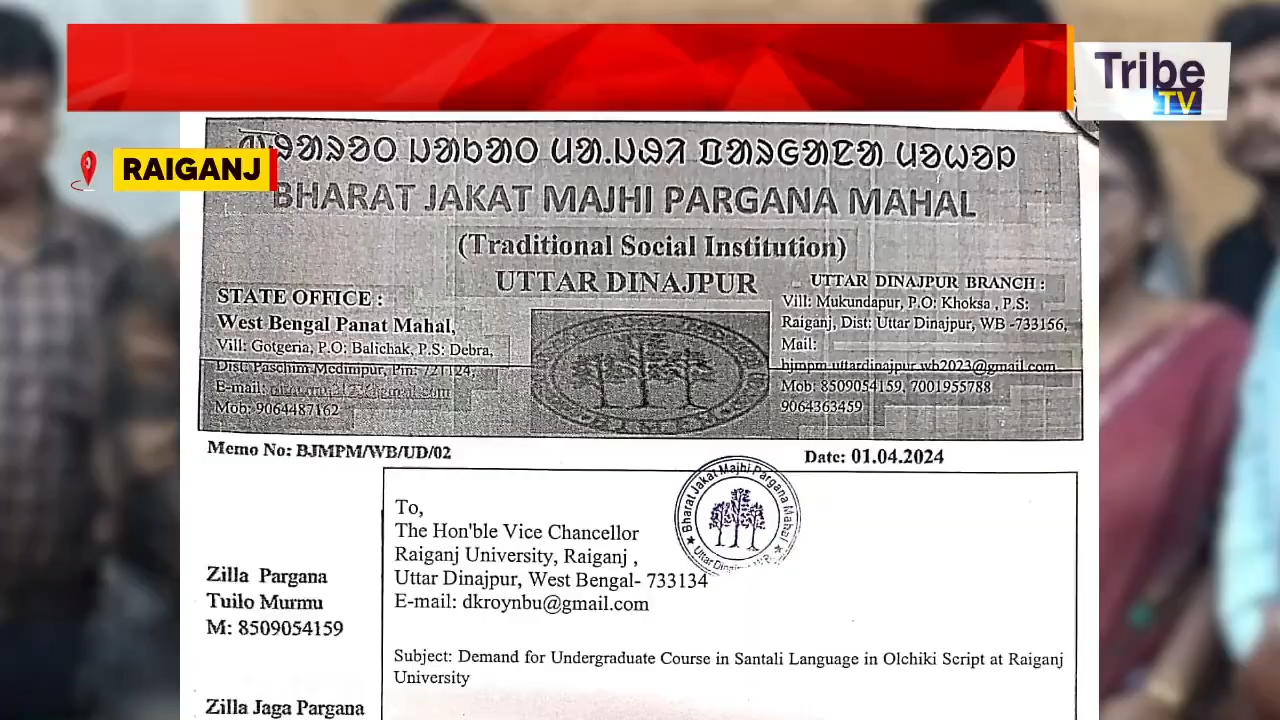 Tribe
TV
RAIGANJ
BHARAT JAKAT MAJHI PARGANA MAHAL
(Traditional Social Institution)
UTTAR DINAJPUR
STATE OFFICE :
West Bengal Panat Mahal,
Vill: Gotgeria, P.O: Balichak, P.S: Debra,
Dist: Paschim Medinipur, Pin: 721124,
E-mail:
Mob: 9064487162
UTTAR DINAJPUR BRANCH :
Vill: Mukundapur, P.O: Khoksa , P.S:
Raiganj, Dist: Uttar Dinajpur, WB -733156,
Mail:
bjmpm.uttardinajpur.wb2023@gmail.com
Mob: 8509054159, 7001955788
9064363459
Memo No: BJMPM/WB/UD/02
Date: 01.04.2024
Bharat Jakat Majhi Pargana Mahal
To,
The Hon'ble Vice Chancellor
Raiganj University, Raiganj ,
Uttar Dinajpur, West Bengal- 733134
E-mail: dkroynbu@gmail.com
Zilla Pargana
Tuilo Murmu
M: 8509054159
Subject: Demand for Undergraduate Course in Santali Language in Olchiki Script at Raiganj
University
Zilla Jaga Pargana